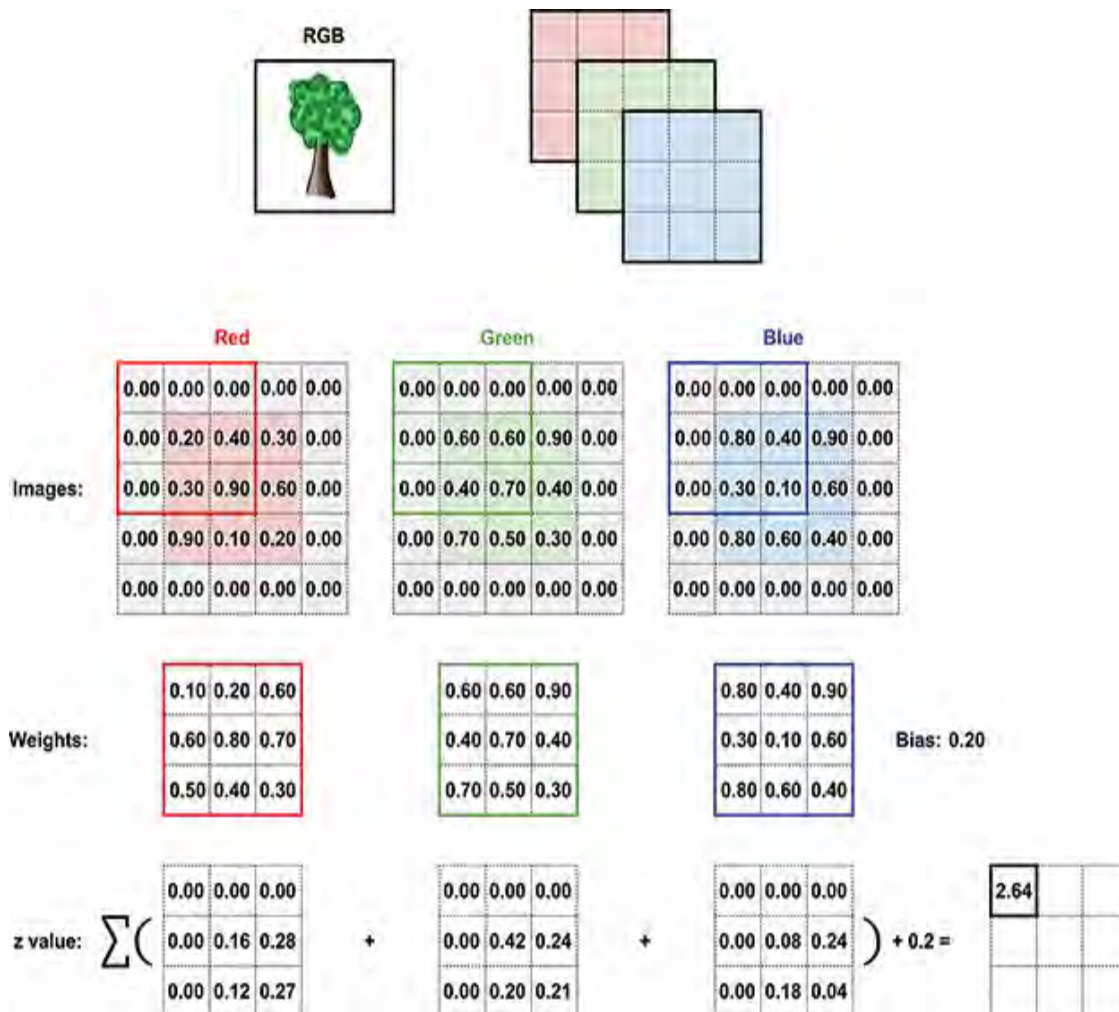 RGB
Red Green Blue
0.00 0.00 0.00 0.00 0.00 0.00 0.00 0.00 0.00 0.00 0.00 0.00 0.00 0.00 0.00
0.00 0.20 0.40 0.30 0.00 0.00 0.60 0.60 0.90 0.00 0.00 0.80 0.40 0.90 0.00
Images: 0.00 0.30 0.90 0.60 0.00 0.00 0.40 0.70 0.40 0.00 0.00 0.30 0.10 0.60 0.00
0.00 0.90 0.10 0.20 0.00 0.00 0.70 0.50 0.30 0.00 0.00 0.80 0.60 0.40 0.00
0.00 0.00 0.00 0.00 0.00 0.00 0.00 0.00 0.00 0.00 0.00 0.00 0.00 0.00 0.00
0.10 0.20 0.60 0.60 0.60 0.90 0.80 0.40 0.90
Weights: 0.60 0.80 0.70 0.40 0.70 0.40 0.30 0.10 0.60 Bias: 0.20
0.50 0.40 0.30 0.70 0.50 0.30 0.80 0.60 0.40
0.00 0.00 0.00 0.00 0.00 0.00 0.00 0.00 0.00 2.64
z value: ∑( 0.00 0.16 0.28 + 0.00 0.42 0.24 + 0.00 0.08 0.24 ) + 0.2 =
0.00 0.12 0.27 0.00 0.20 0.21 0.00 0.18 0.04